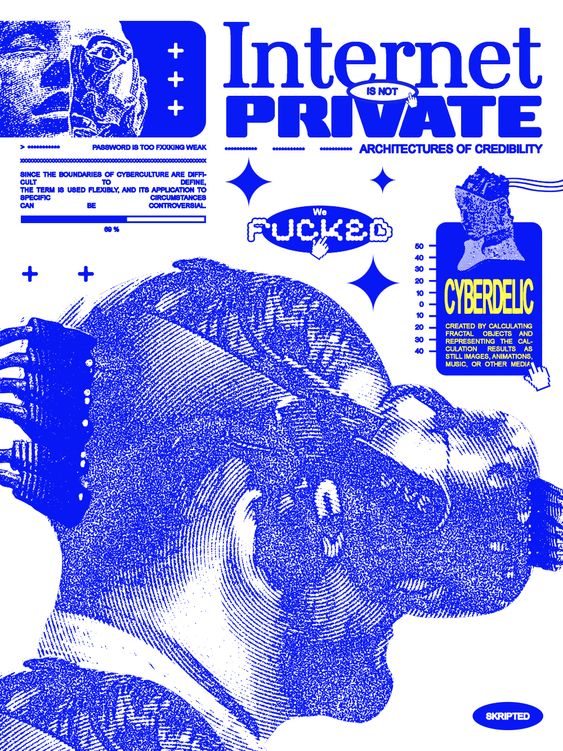 Internet
IS NOT
PRIVATE
ARCHITECTURES OF CREDIBILITY
> ***********
PASSWORD IS TOO FXXKING WEAK
SINCE THE BOUNDARIES OF CYBERCULTURE ARE DIFFI-
CULT TO DEFINE,
THE TERM IS USED FLEXIBLY, AND ITS APPLICATION TO
SPECIFIC CIRCUMSTANCES
CAN BE CONTROVERSIAL.
69 %
We
FUCKED
50
40
30
20
10
0
10
20
30
40
CYBERDELIC
CREATED BY CALCULATING
FRACTAL OBJECTS AND
REPRESENTING THE CAL-
CULATION RESULTS AS
STILL IMAGES, ANIMATIONS,
MUSIC, OR OTHER MEDIA
SKRIPTED